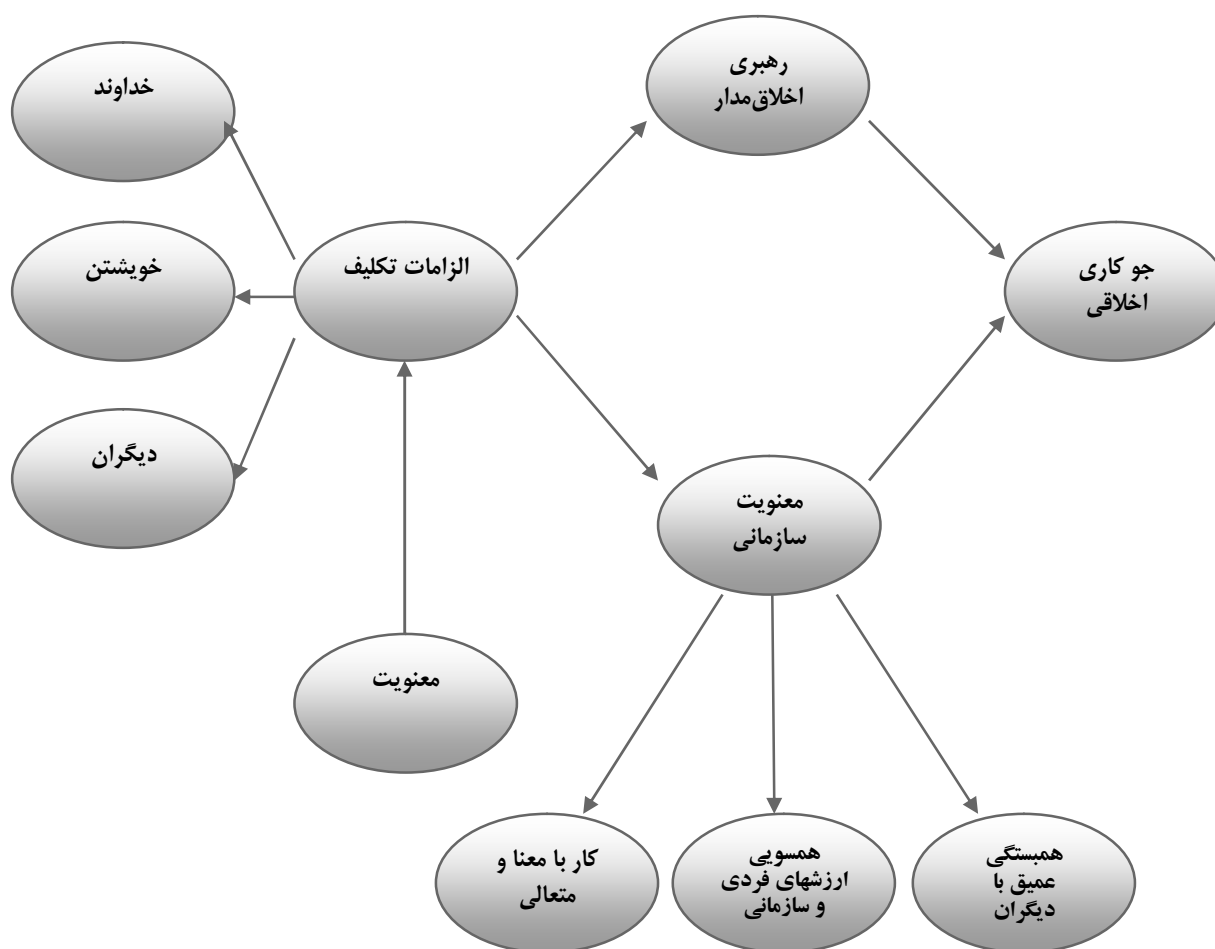 رهبری
اخلاق‌مدار
خداوند
جو کاری
اخلاقی
الزامات تکلیف
خویشتن
دیگران
معنویت
سازمانی
معنویت
همبستگی
عمیق با
دیگران
همسویی
ارزشهای فردی
و سازمانی
کار با معنا و
متعالی